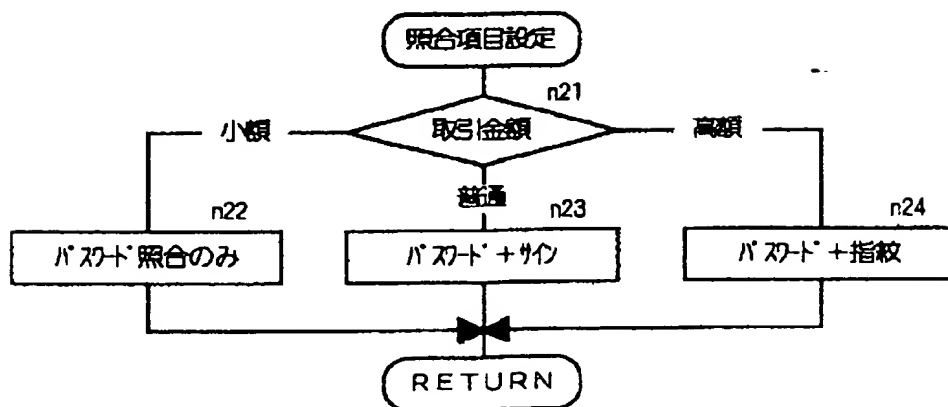 照合項目設定
n21
小額
取引金額
高額
普通
n22
n23
n24
パスワード照合のみ
パスワード+サイン
パスワード+指紋
RETURN